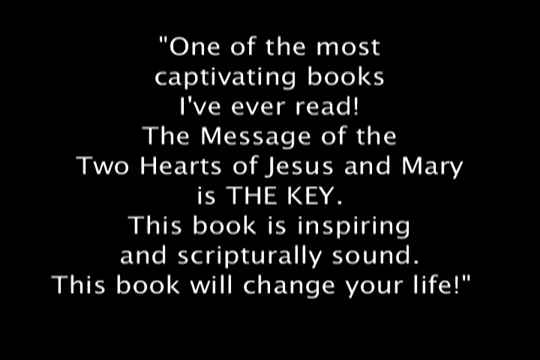 "One of the most
captivating books
I've ever read!
The Message of the
Two Hearts of Jesus and Mary
is THE KEY.
This book is inspiring
and scripturally sound.
This book will change your life!"